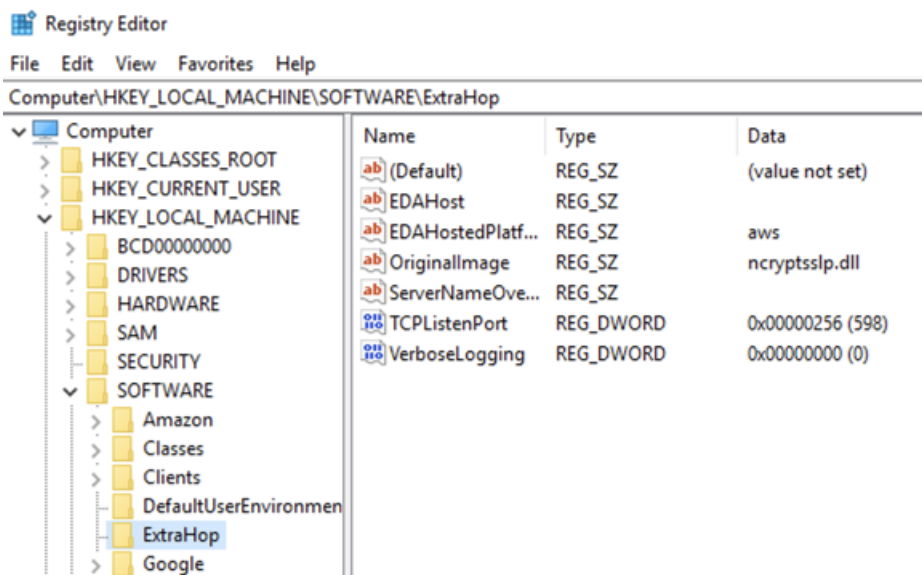 Registry Editor
File Edit View Favorites Help
Computer\HKEY_LOCAL_MACHINE\SOFTWARE\ExtraHop
Computer
HKEY_CLASSES_ROOT
HKEY_CURRENT_USER
HKEY_LOCAL_MACHINE
BCD00000000
DRIVERS
HARDWARE
SAM
SECURITY
SOFTWARE
Amazon
Classes
Clients
DefaultUserEnvironmen
ExtraHop
Google
Name Type Data
(Default) REG_SZ (value not set)
EDAHost REG_SZ
EDAHostedPlatf... REG_SZ aws
OriginalImage REG_SZ ncryptsslp.dll
ServerNameOve... REG_SZ
TCPListenPort REG_DWORD 0x00000256 (598)
VerboseLogging REG_DWORD 0x00000000 (0)